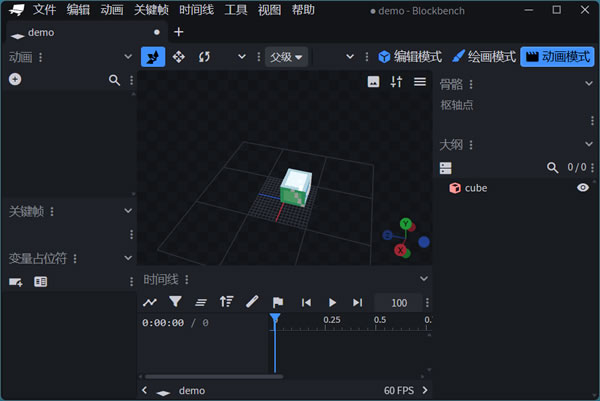 文件 编辑 动画 关键帧 时间线 工具 视图 帮助
demo - Blockbench
demo
动画
父级
编辑模式 绘画模式 动画模式
骨骼
枢轴点
大纲
0 / 0
cube
关键帧
变量占位符
Y
Z
X
时间线
100
0:00:00 / 0
0 0.25 0.5 0.
demo
60 FPS